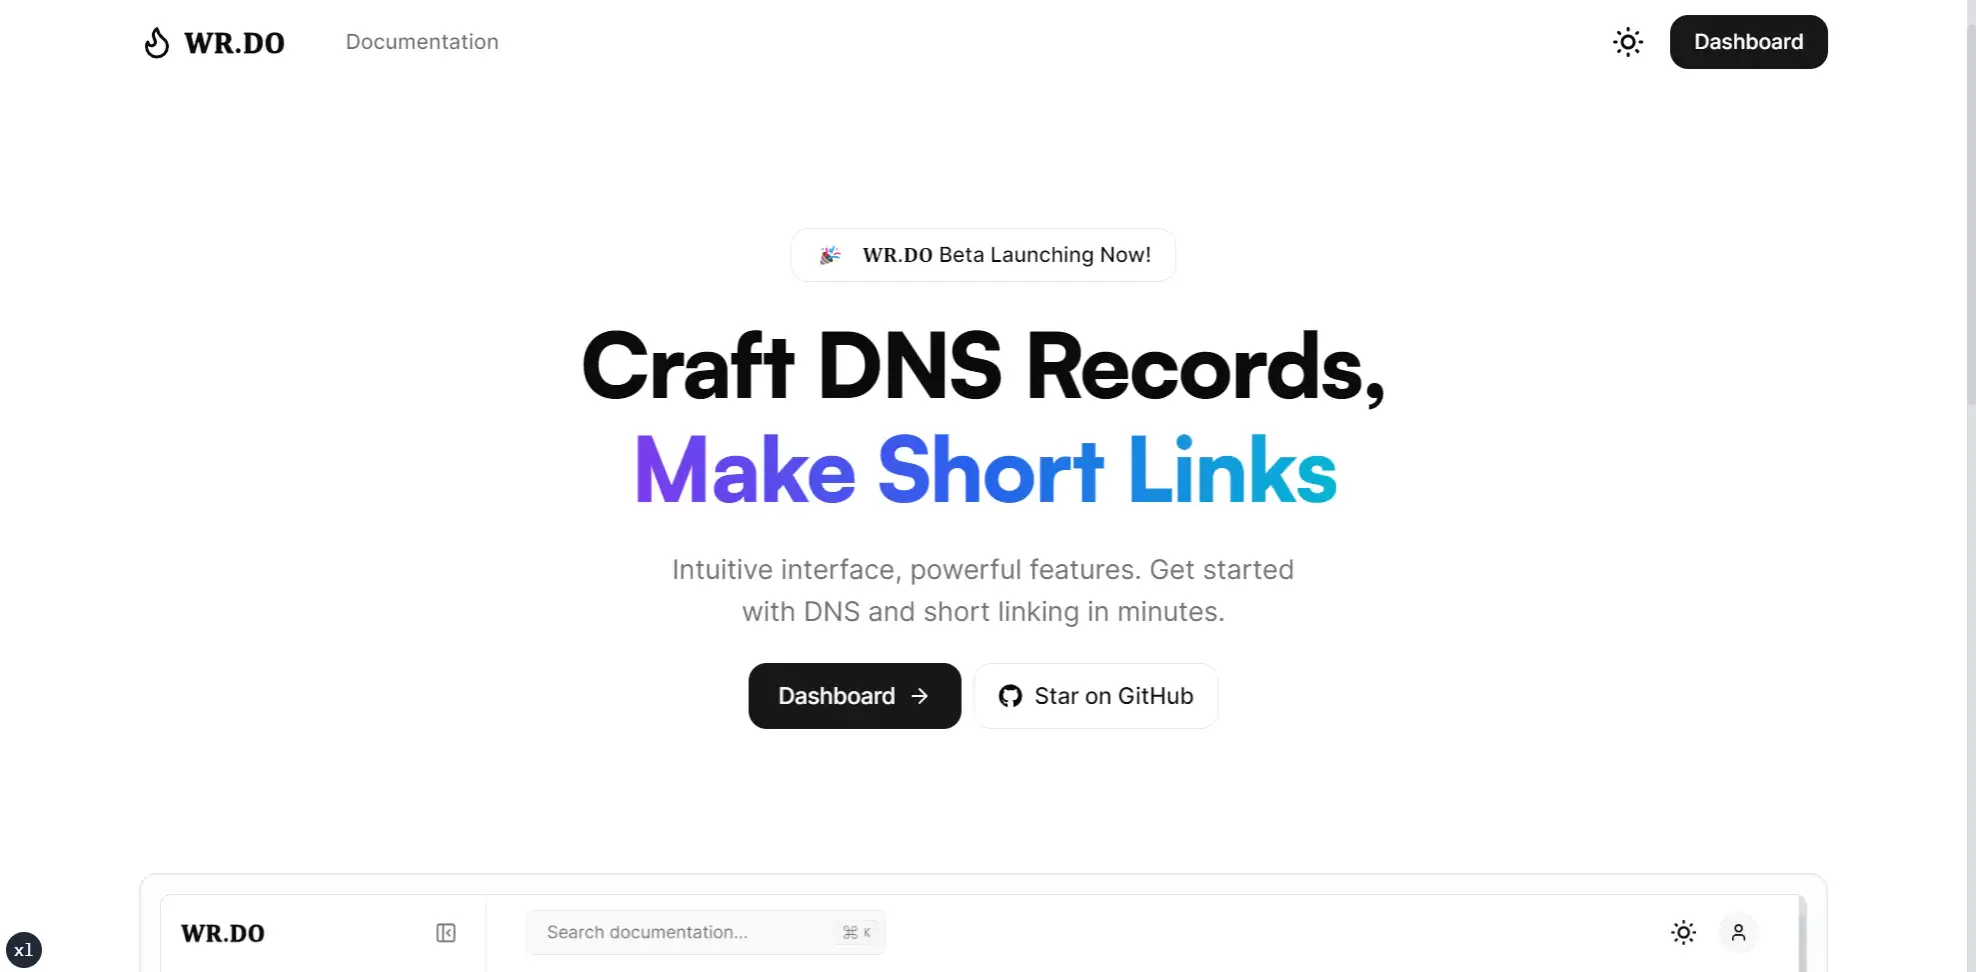 WR.DO
Documentation
Dashboard
WR.DO Beta Launching Now!
Craft DNS Records,
Make Short Links
Intuitive interface, powerful features. Get started
with DNS and short linking in minutes.
Dashboard →
Star on GitHub
WR.DO
Search documentation...
⌘ K
xl